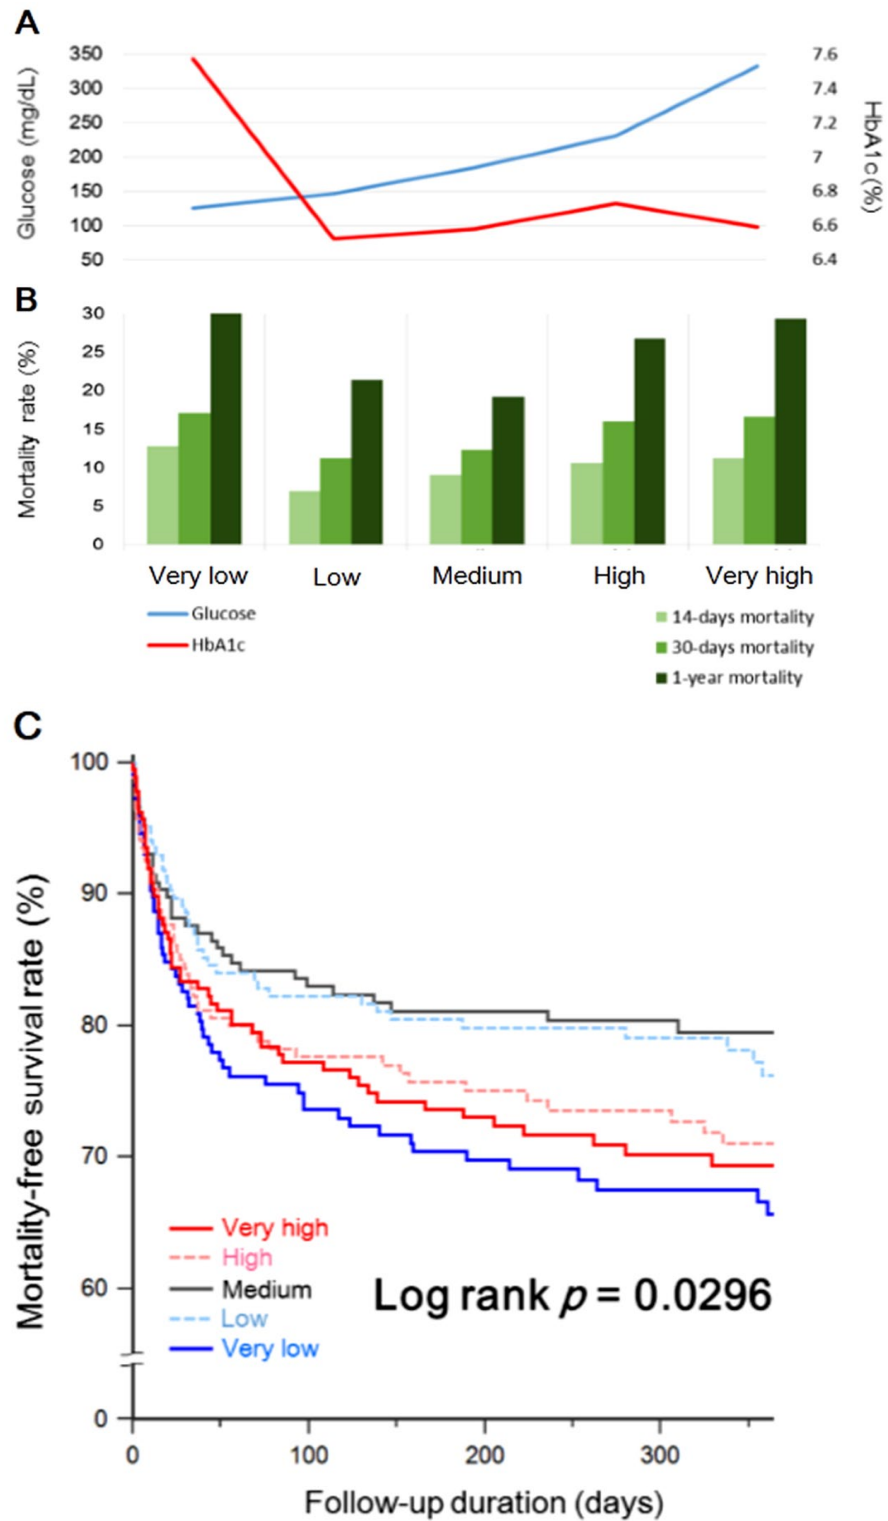 A
350
300
250
200
150
100
50
Glucose (mg/dL)
7.6
7.4
7.2
7
6.8
6.6
6.4
HbA1c (%)
B
30
25
20
15
10
5
0
Mortality rate (%)
Very low Low Medium High Very high
Glucose
HbA1c
14-days mortality
30-days mortality
1-year mortality
C
100
90
80
70
60
0
Mortality-free survival rate (%)
Very high
High
Medium
Low
Very low
Log rank p = 0.0296
0 100 200 300
Follow-up duration (days)